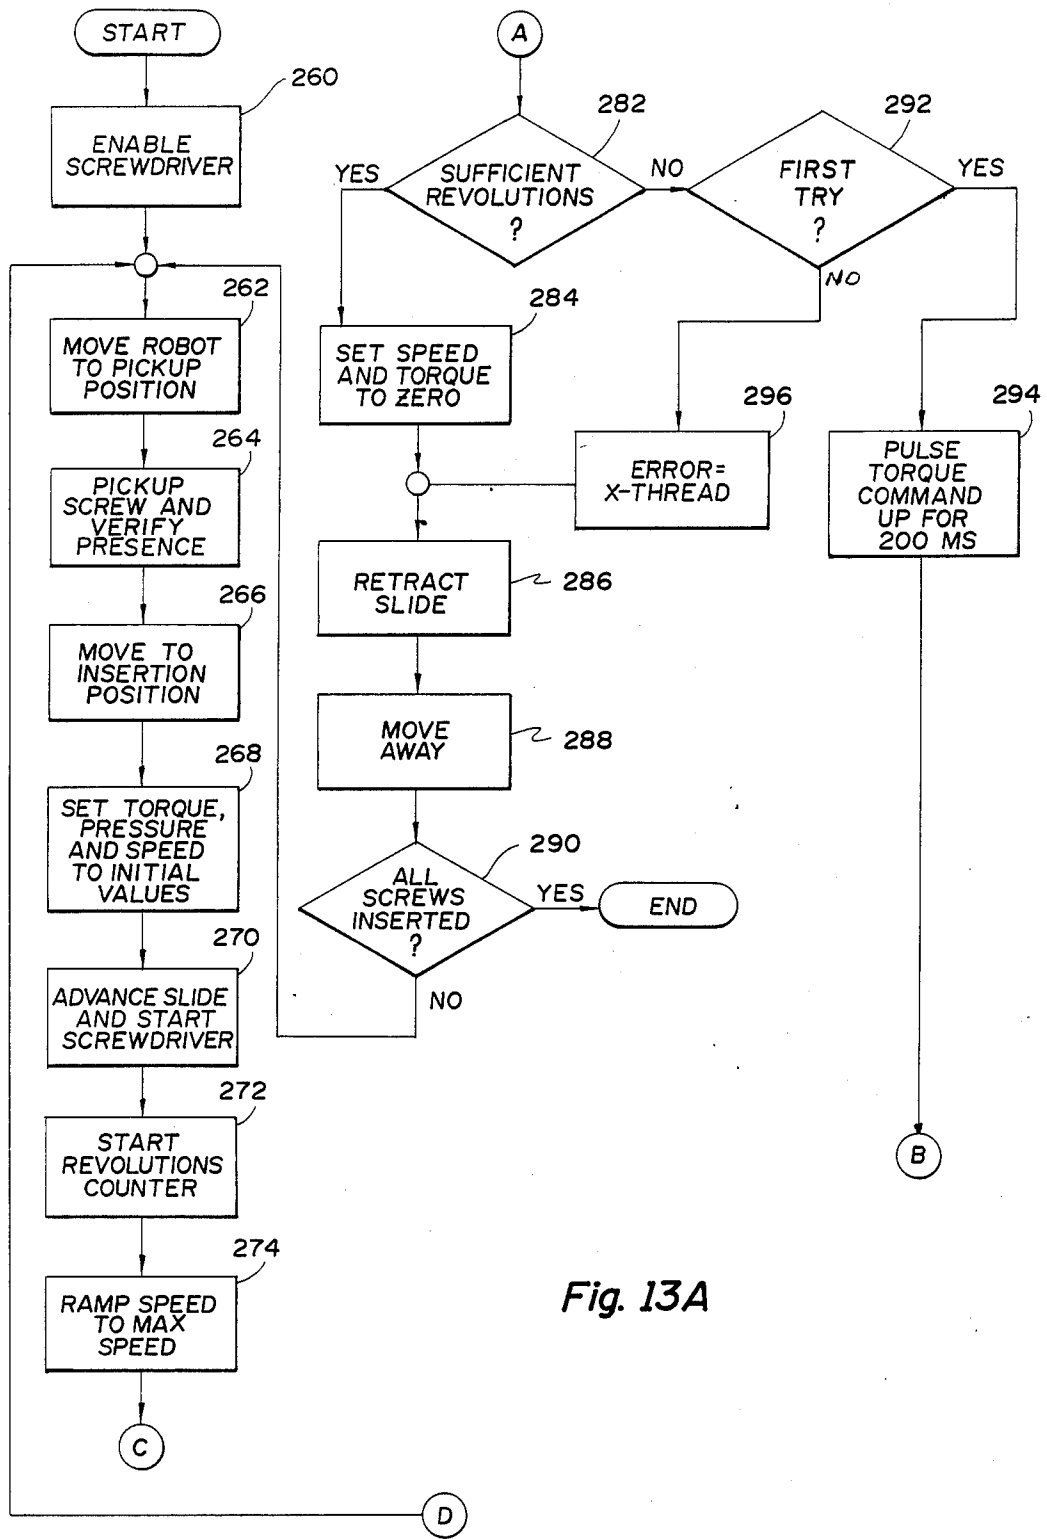 START
260
ENABLE
SCREWDRIVER
262
MOVE ROBOT
TO PICKUP
POSITION
264
PICKUP
SCREW AND
VERIFY
PRESENCE
266
MOVE TO
INSERTION
POSITION
268
SET TORQUE,
PRESSURE
AND SPEED
TO INITIAL
VALUES
270
ADVANCE SLIDE
AND START
SCREWDRIVER
272
START
REVOLUTIONS
COUNTER
274
RAMP SPEED
TO MAX
SPEED
C
D
A
282
SUFFICIENT
REVOLUTIONS
?
YES
NO
292
FIRST
TRY
?
YES
NO
284
SET SPEED
AND TORQUE
TO ZERO
296
ERROR=
X-THREAD
294
PULSE
TORQUE
COMMAND
UP FOR
200 MS
RETRACT
SLIDE
286
MOVE
AWAY
288
290
ALL
SCREWS
INSERTED
?
YES
END
NO
B
Fig. 13A